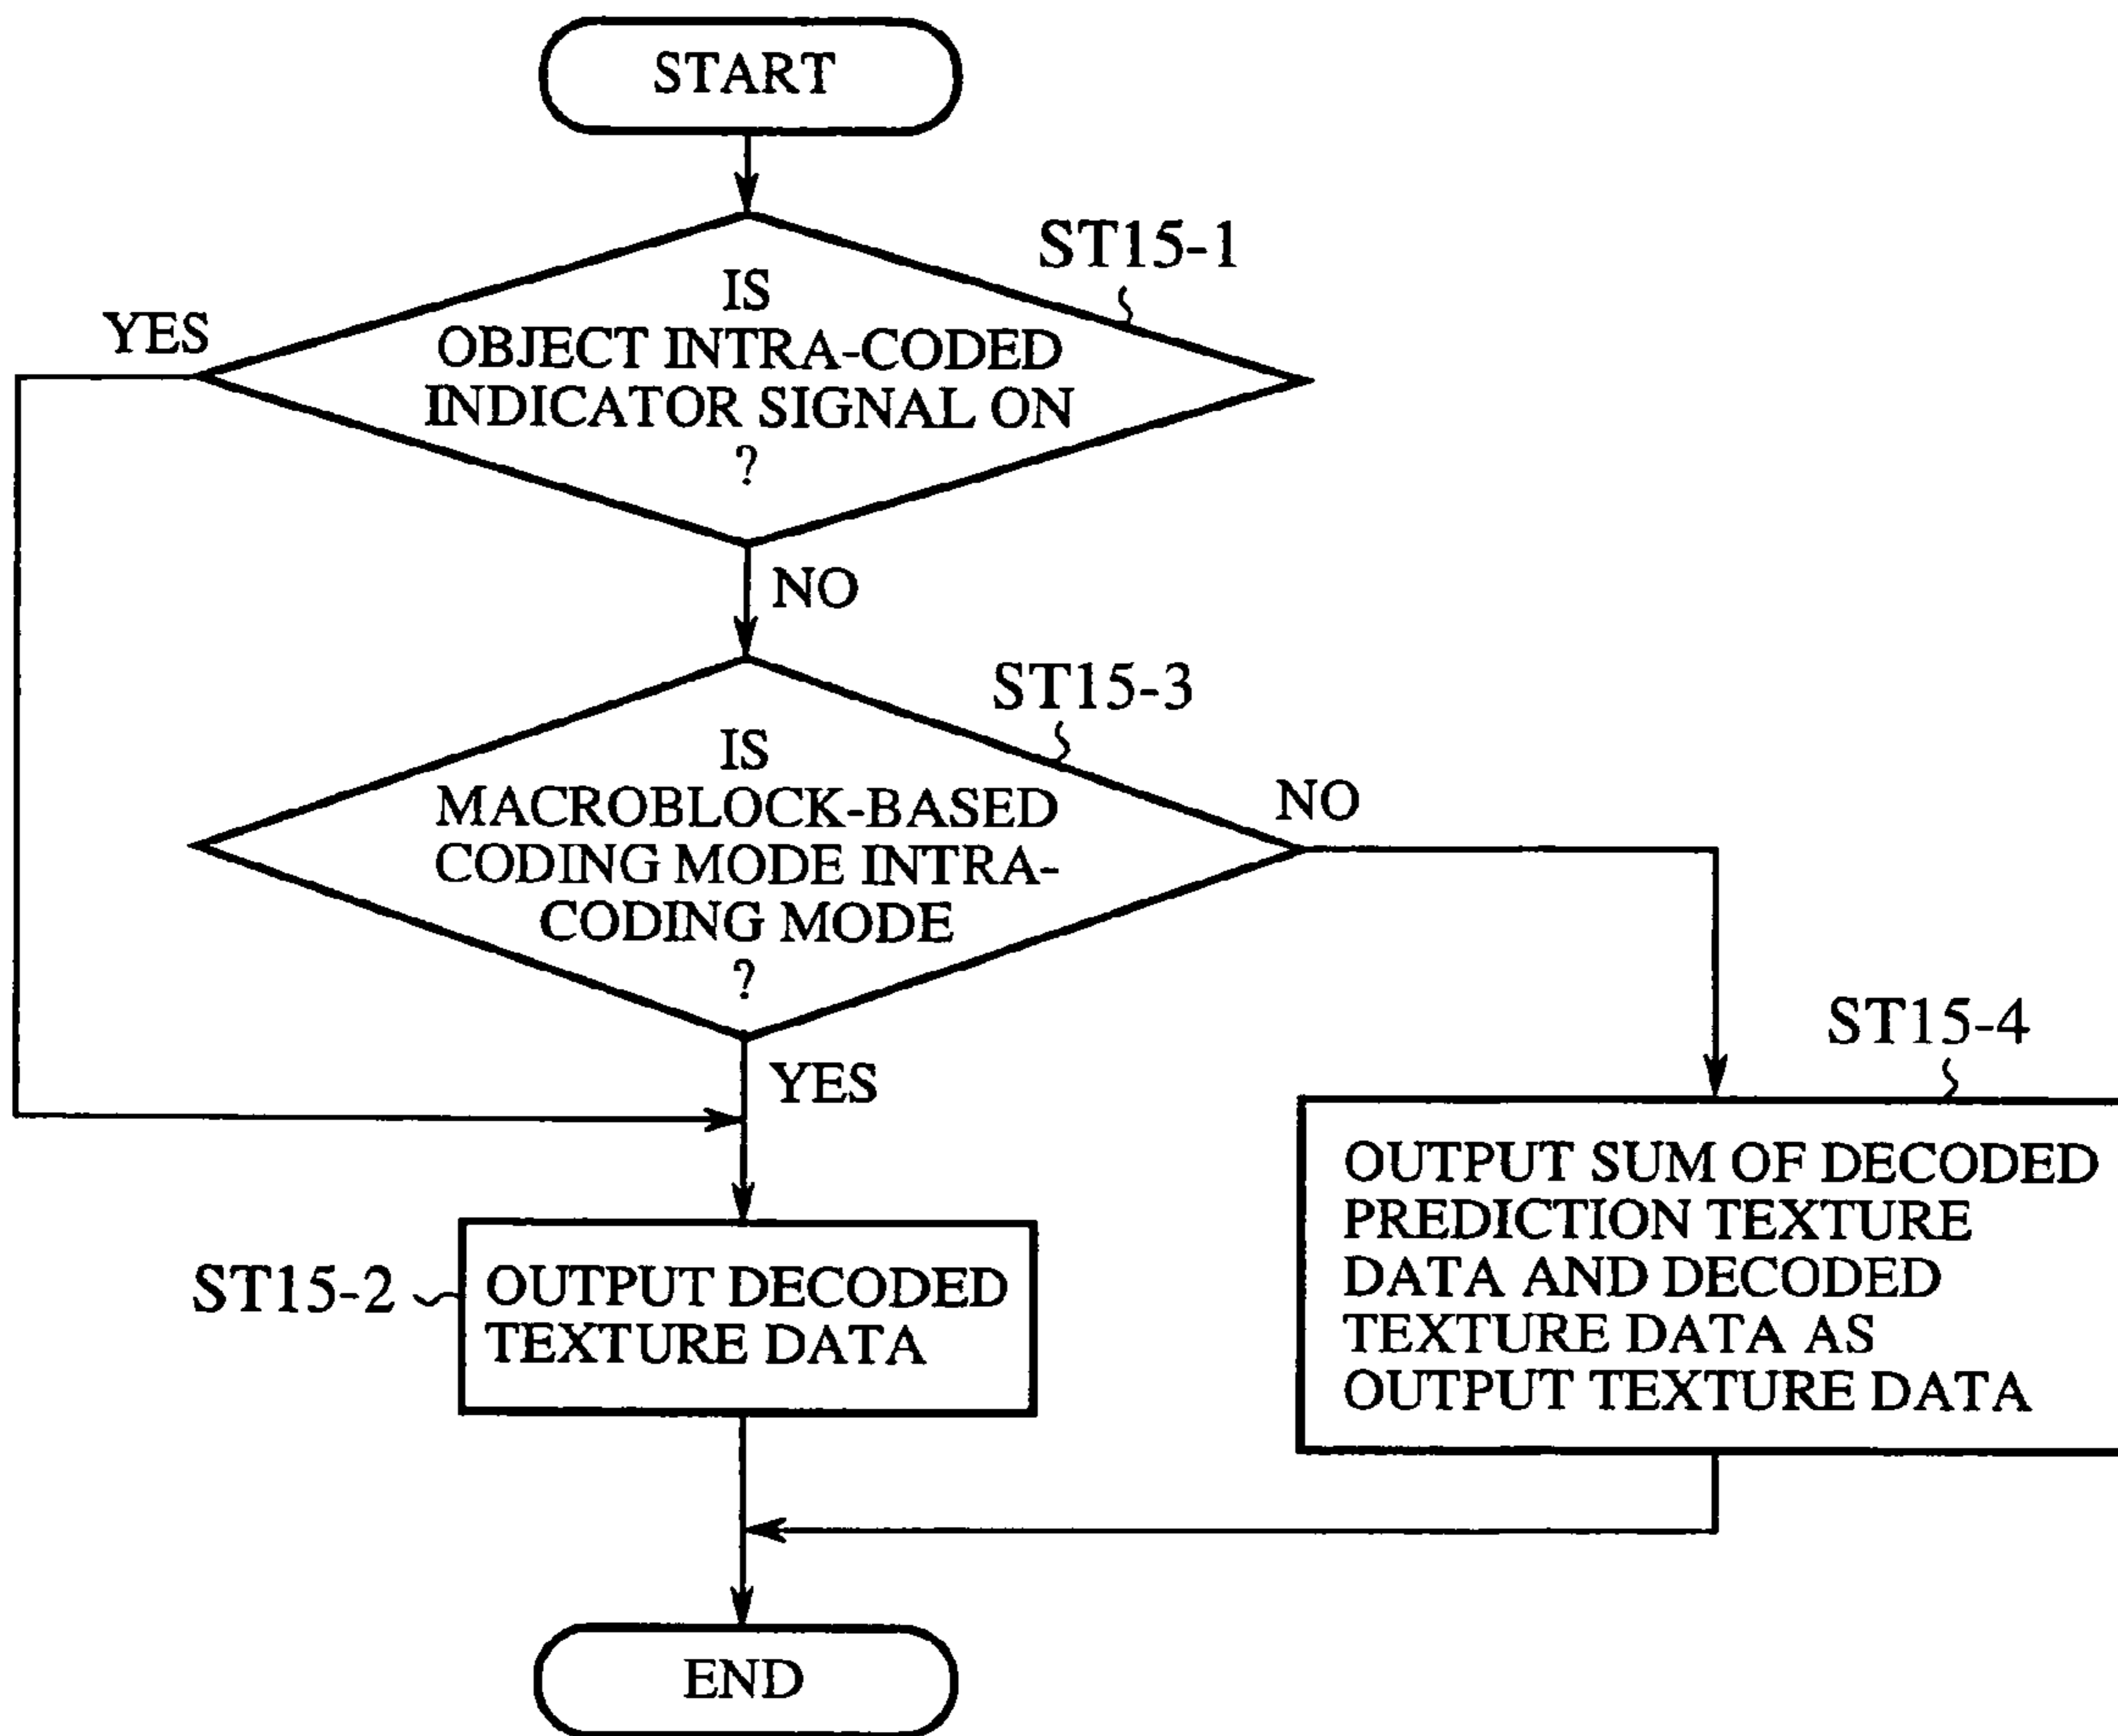 START
ST15-1
IS
OBJECT INTRA-CODED
INDICATOR SIGNAL ON
?
YES
NO
ST15-3
IS
MACROBLOCK-BASED
CODING MODE INTRA-
CODING MODE
?
NO
YES
ST15-4
OUTPUT SUM OF DECODED
PREDICTION TEXTURE
DATA AND DECODED
TEXTURE DATA AS
OUTPUT TEXTURE DATA
ST15-2
OUTPUT DECODED
TEXTURE DATA
END